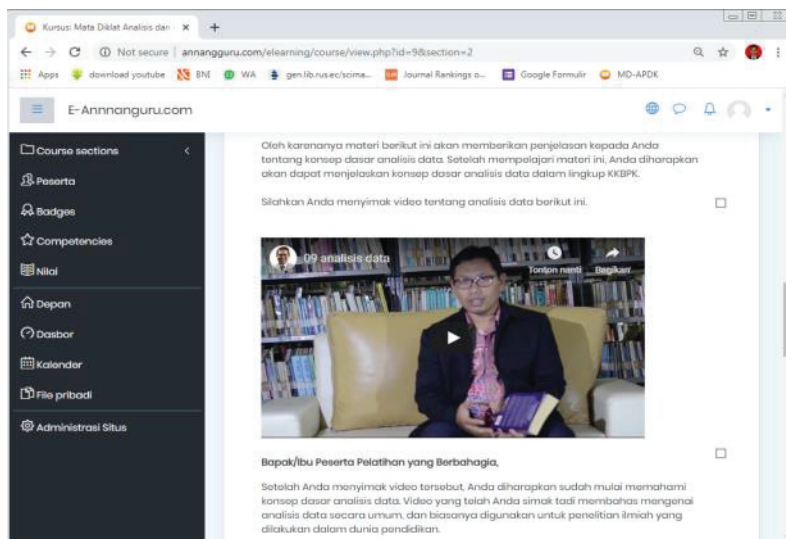 Kursus: Mata Diklat Analisis dan
Not secure | annangguru.com/elearning/course/view.php?id=9&section=2
Apps download youtube BNI WA gen.lib.rus.ec/scima... Journal Rankings o... Google Formulir MD-APDK
E-Annnanguru.com
Course sections
Peserta
Badges
Competencies
Nilai
Depan
Dasbor
Kalender
File pribadi
Administrasi Situs
Oleh karenanya materi berikut ini akan memberikan penjelasan kepada Anda
tentang konsep dasar analisis data. Setelah mempelajari materi ini, Anda diharapkan
akan dapat menjelaskan konsep dasar analisis data dalam lingkup KKBPK.
Silahkan Anda menyimak video tentang analisis data berikut ini.
09 analisis data
Tonton nanti Bagikan
Bapak/Ibu Peserta Pelatihan yang Berbahagia,
Setelah Anda menyimak video tersebut, Anda diharapkan sudah mulai memahami
konsep dasar analisis data. Video yang telah Anda simak tadi membahas mengenai
analisis data secara umum, dan biasanya digunakan untuk penelitian ilmiah yang
dilakukan dalam dunia pendidikan.